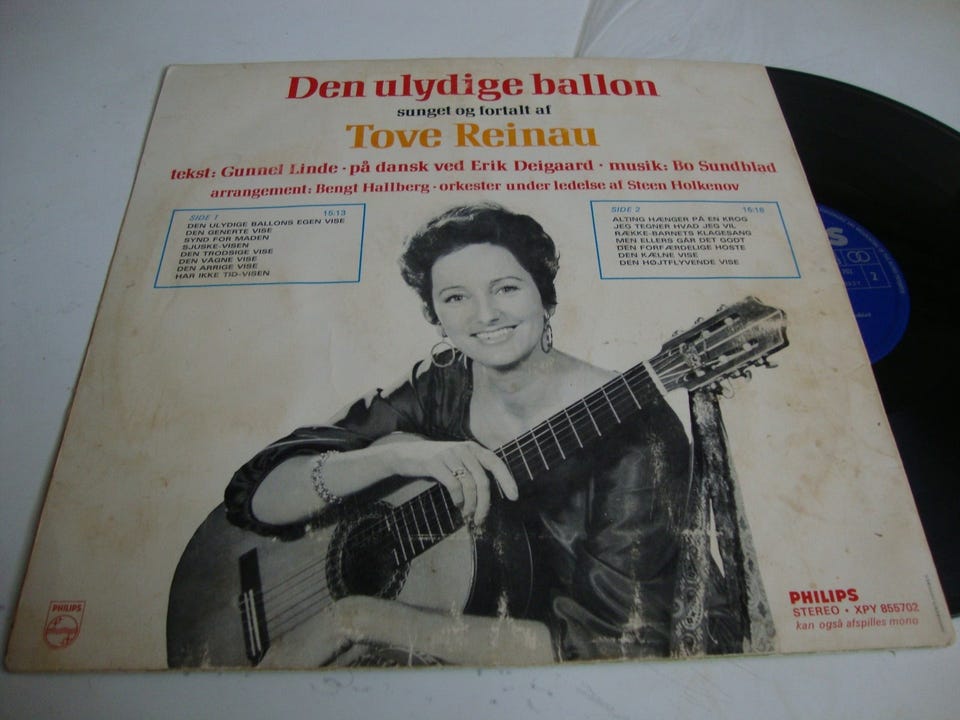 Den ulydige ballon
sunget og fortalt af
Tove Reinau
tekst: Gunnel Linde · på dansk ved Erik Deigaard · musik: Bo Sundblad
arrangement: Bengt Hallberg · orkester under ledelse af Steen Holkenov
SIDE 1 15:13
DEN ULYDIGE BALLONS EGEN VISE
DEN GENERTE VISE
SYND FOR MADEN
SJUSKE-VISEN
DEN TRODSIGE VISE
DEN VÅGNE VISE
DEN ARRIGE VISE
HAR IKKE TID-VISEN
SIDE 2 16:18
ALTING HÆNGER PÅ EN KROG
JEG TEGNER HVAD JEG VIL
RÆKKE-BARNETS KLAGESANG
MEN ELLERS GÅR DET GODT
DEN FORFÆRDELIGE HOSTE
DEN KÆLNE VISE
DEN HØJTFLYVENDE VISE
2
PHILIPS
PHILIPS
STEREO · XPY 855702
kan også afspilles mono